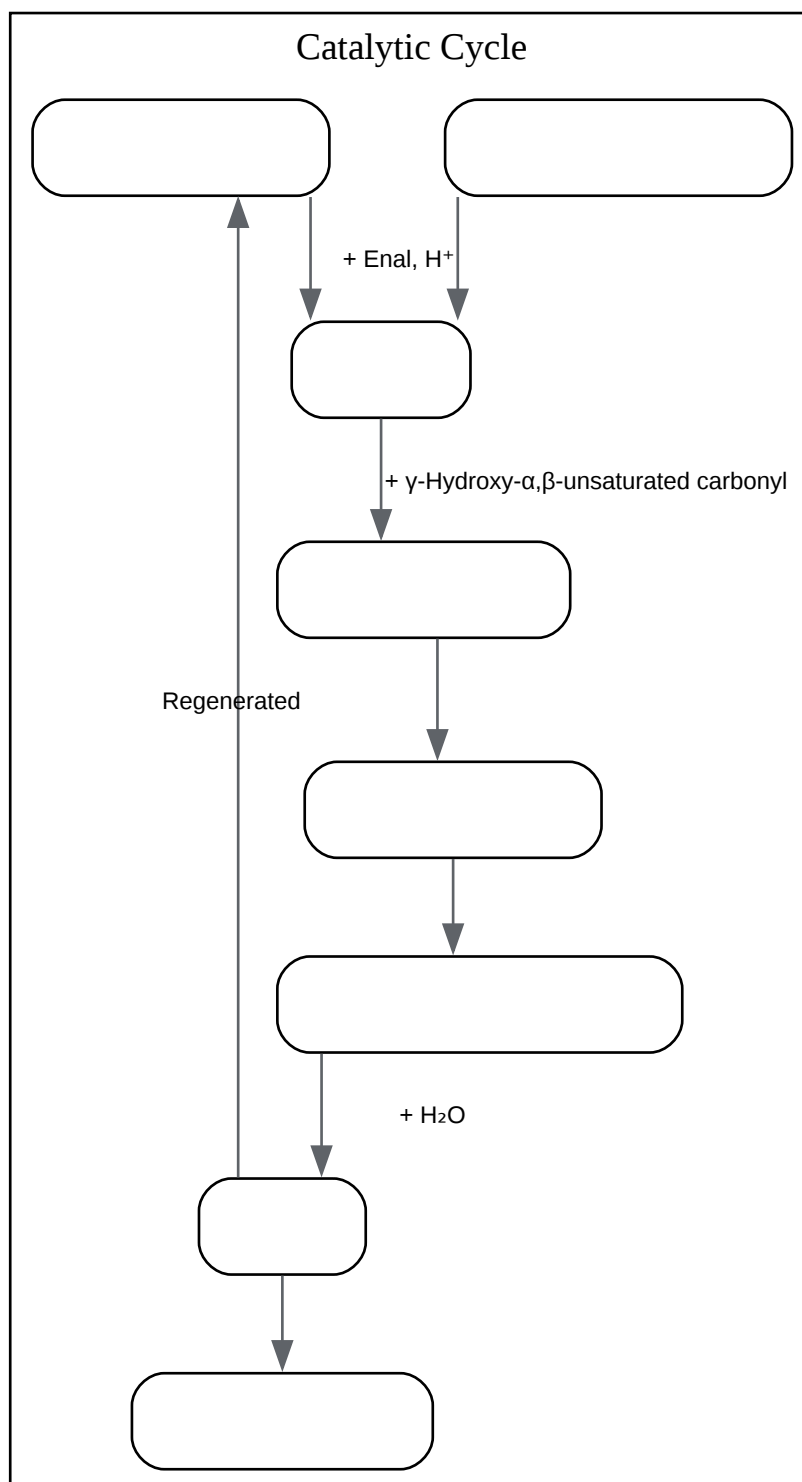 Catalytic Cycle
+ Enal, H⁺
+ γ-Hydroxy-α,β-unsaturated carbonyl
Regenerated
+ H₂O